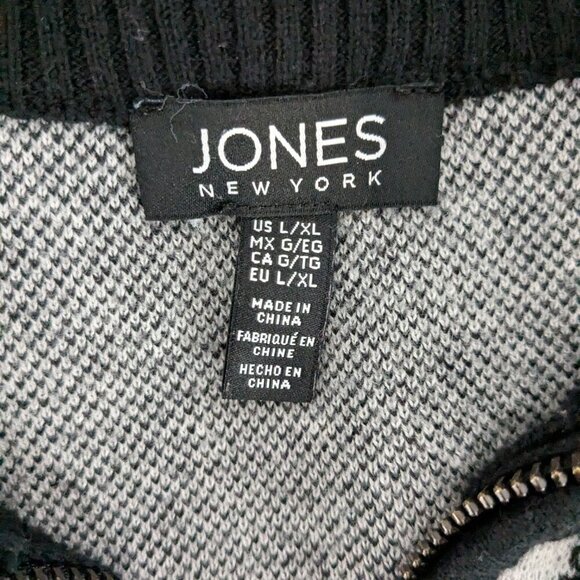 JONES
NEW YORK
US L/XL
MX G/EG
CA G/TG
EU L/XL
MADE IN
CHINA
FABRIQUÉ EN
CHINE
HECHO EN
CHINA